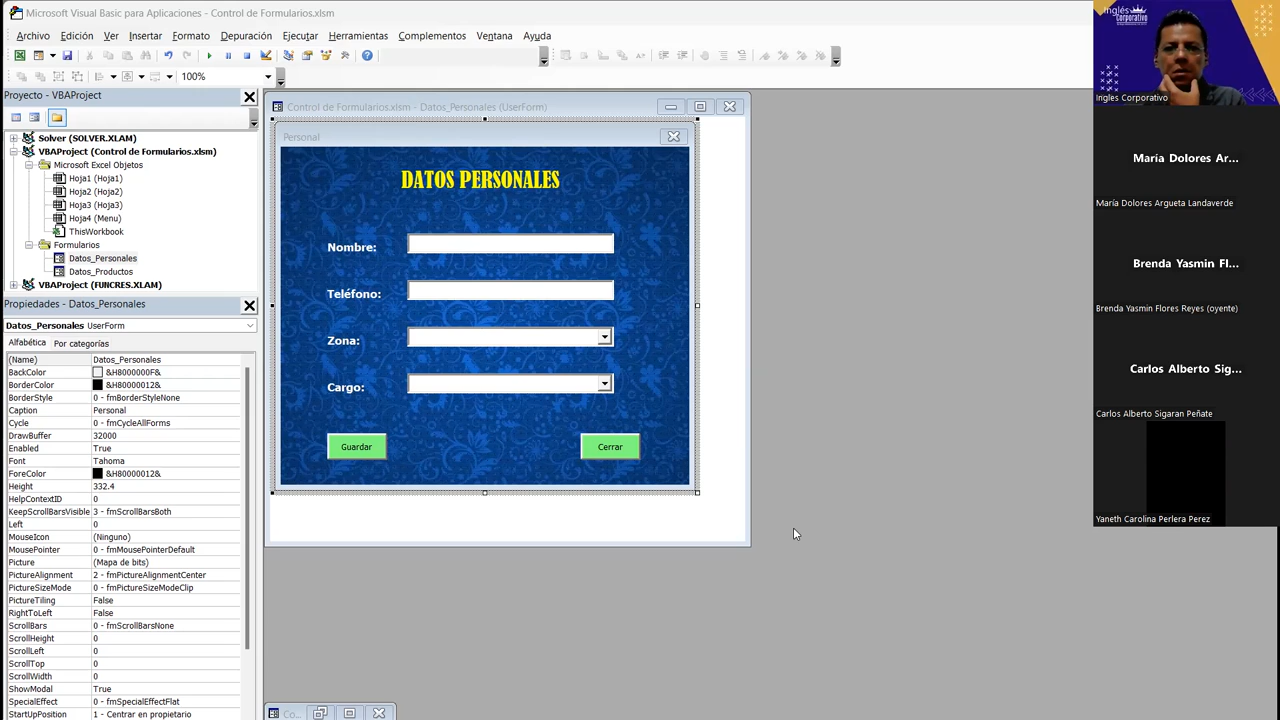 Microsoft Visual Basic para Aplicaciones - Control de Formularios.xlsm
Archivo Edición Ver Insertar Formato Depuración Ejecutar Herramientas Complementos Ventana Ayuda
100%
Proyecto - VBAProject
Solver (SOLVER.XLAM)
VBAProject (Control de Formularios.xlsm)
Microsoft Excel Objetos
Hoja1 (Hoja1)
Hoja2 (Hoja2)
Hoja3 (Hoja3)
Hoja4 (Menu)
ThisWorkbook
Formularios
Datos_Personales
Datos_Productos
VBAProject (FUNCRES.XLAM)
Propiedades - Datos_Personales
Datos_Personales UserForm
Alfabética Por categorías
(Name) Datos_Personales
BackColor &H8000000F&
BorderColor &H80000012&
BorderStyle 0 - fmBorderStyleNone
Caption Personal
Cycle 0 - fmCycleAllForms
DrawBuffer 32000
Enabled True
Font Tahoma
ForeColor &H80000012&
Height 332.4
HelpContextID 0
KeepScrollBarsVisible 3 - fmScrollBarsBoth
Left 0
MouseIcon (Ninguno)
MousePointer 0 - fmMousePointerDefault
Picture (Mapa de bits)
PictureAlignment 2 - fmPictureAlignmentCenter
PictureSizeMode 0 - fmPictureSizeModeClip
PictureTiling False
RightToLeft False
ScrollBars 0 - fmScrollBarsNone
ScrollHeight 0
ScrollLeft 0
ScrollTop 0
ScrollWidth 0
ShowModal True
SpecialEffect 0 - fmSpecialEffectFlat
StartUpPosition 1 - Centrar en propietario
Control de Formularios.xlsm - Datos_Personales (UserForm)
Personal
DATOS PERSONALES
Nombre:
Teléfono:
Zona:
Cargo:
Guardar Cerrar
Co...
Inglés
Corporativo
Ingles Corporativo
María Dolores Ar...
María Dolores Argueta Landaverde
Brenda Yasmin Fl...
Brenda Yasmin Flores Reyes (oyente)
Carlos Alberto Sig...
Carlos Alberto Sigaran Peñate
Yaneth Carolina Perlera Perez